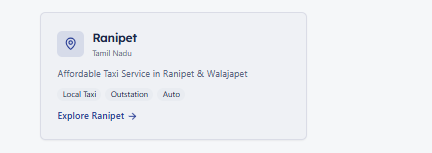 Ranipet
Tamil Nadu
Affordable Taxi Service in Ranipet & Walajapet
Local Taxi Outstation Auto
Explore Ranipet →